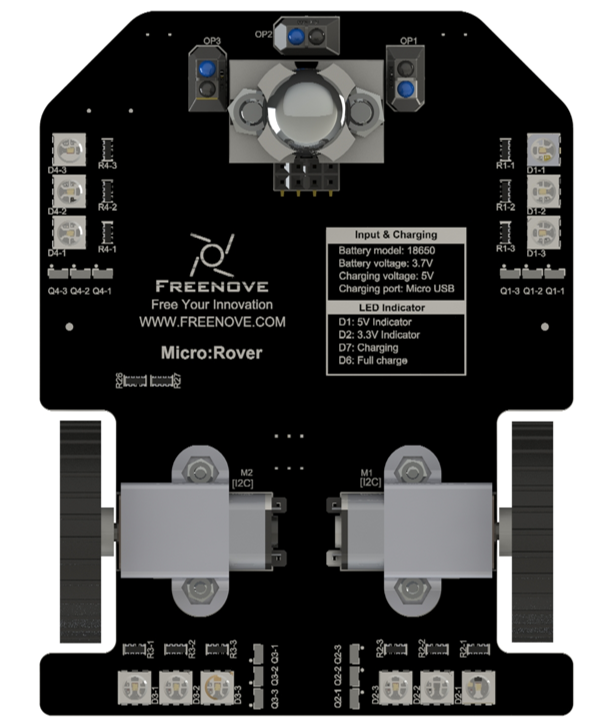 OP2
OP3
OP1
R4-3
D4-3
R4-2
D4-2
R4-1
D4-1
Q4-3 Q4-2 Q4-1
R1-1
D1-1
R1-2
D1-2
R1-3
D1-3
Q1-3 Q1-2 Q1-1
FREENOVE
Free Your Innovation
WWW.FREENOVE.COM
Micro:Rover
Input & Charging
Battery model: 18650
Battery voltage: 3.7V
Charging voltage: 5V
Charging port: Micro USB
LED Indicator
D1: 5V Indicator
D2: 3.3V Indicator
D7: Charging
D6: Full charge
R26
R27
M2
[I2C]
M1
[I2C]
R3-1
R3-2
R3-3
Q3-1
Q3-2
Q3-3
D3-1
D3-2
D3-3
Q2-3
Q2-2
Q2-1
R2-3
R2-2
R2-1
D2-3
D2-2
D2-1